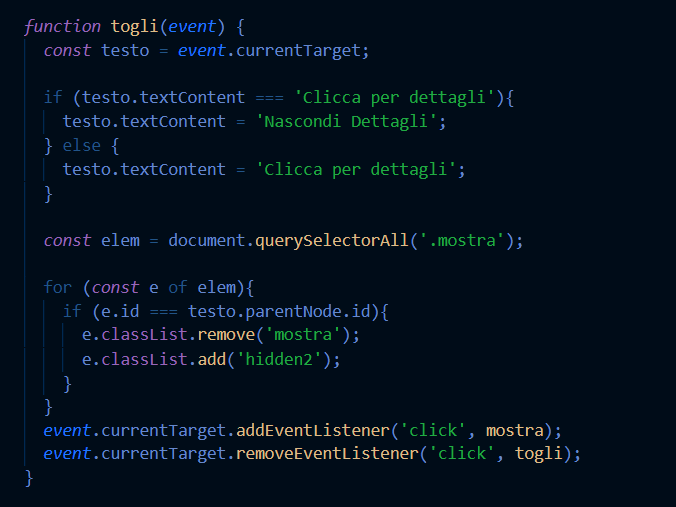 function togli(event) {
const testo = event.currentTarget;
if (testo.textContent === 'Clicca per dettagli'){
testo.textContent = 'Nascondi Dettagli';
} else {
testo.textContent = 'Clicca per dettagli';
}
const elem = document.querySelectorAll('.mostra');
for (const e of elem){
if (e.id === testo.parentNode.id){
e.classList.remove('mostra');
e.classList.add('hidden2');
}
}
event.currentTarget.addEventListener('click', mostra);
event.currentTarget.removeEventListener('click', togli);
}